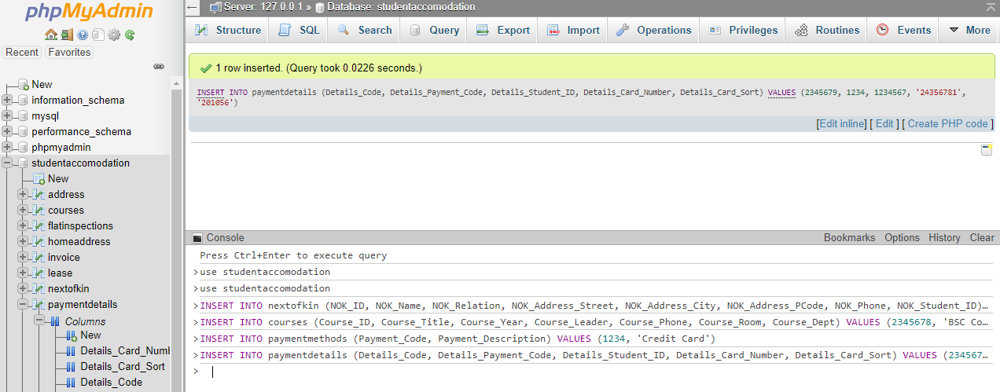 phpMyAdmin
Recent Favorites
New
information_schema
mysql
performance_schema
phpmyadmin
studentaccomodation
New
address
courses
flatinspections
homeaddress
invoice
lease
nextofkin
paymentdetails
Columns
New
Details_Card_Numb
Details_Card_Sort
Details_Code
Server: 127.0.0.1 » Database: studentaccomodation
Structure SQL Search Query Export Import Operations Privileges Routines Events More
1 row inserted. (Query took 0.0226 seconds.)
INSERT INTO paymentdetails (Details_Code, Details_Payment_Code, Details_Student_ID, Details_Card_Number, Details_Card_Sort) VALUES (2345679, 1234, 1234567, '24356781',
'201056')
[Edit inline] [ Edit ] [ Create PHP code ]
Console Bookmarks Options History Clear
Press Ctrl+Enter to execute query
>use studentaccomodation
>use studentaccomodation
>INSERT INTO nextofkin (NOK_ID, NOK_Name, NOK_Relation, NOK_Address_Street, NOK_Address_City, NOK_Address_PCode, NOK_Phone, NOK_Student_ID)…
>INSERT INTO courses (Course_ID, Course_Title, Course_Year, Course_Leader, Course_Phone, Course_Room, Course_Dept) VALUES (2345678, 'BSC Co…
>INSERT INTO paymentmethods (Payment_Code, Payment_Description) VALUES (1234, 'Credit Card')
>INSERT INTO paymentdetails (Details_Code, Details_Payment_Code, Details_Student_ID, Details_Card_Number, Details_Card_Sort) VALUES (234567…
>